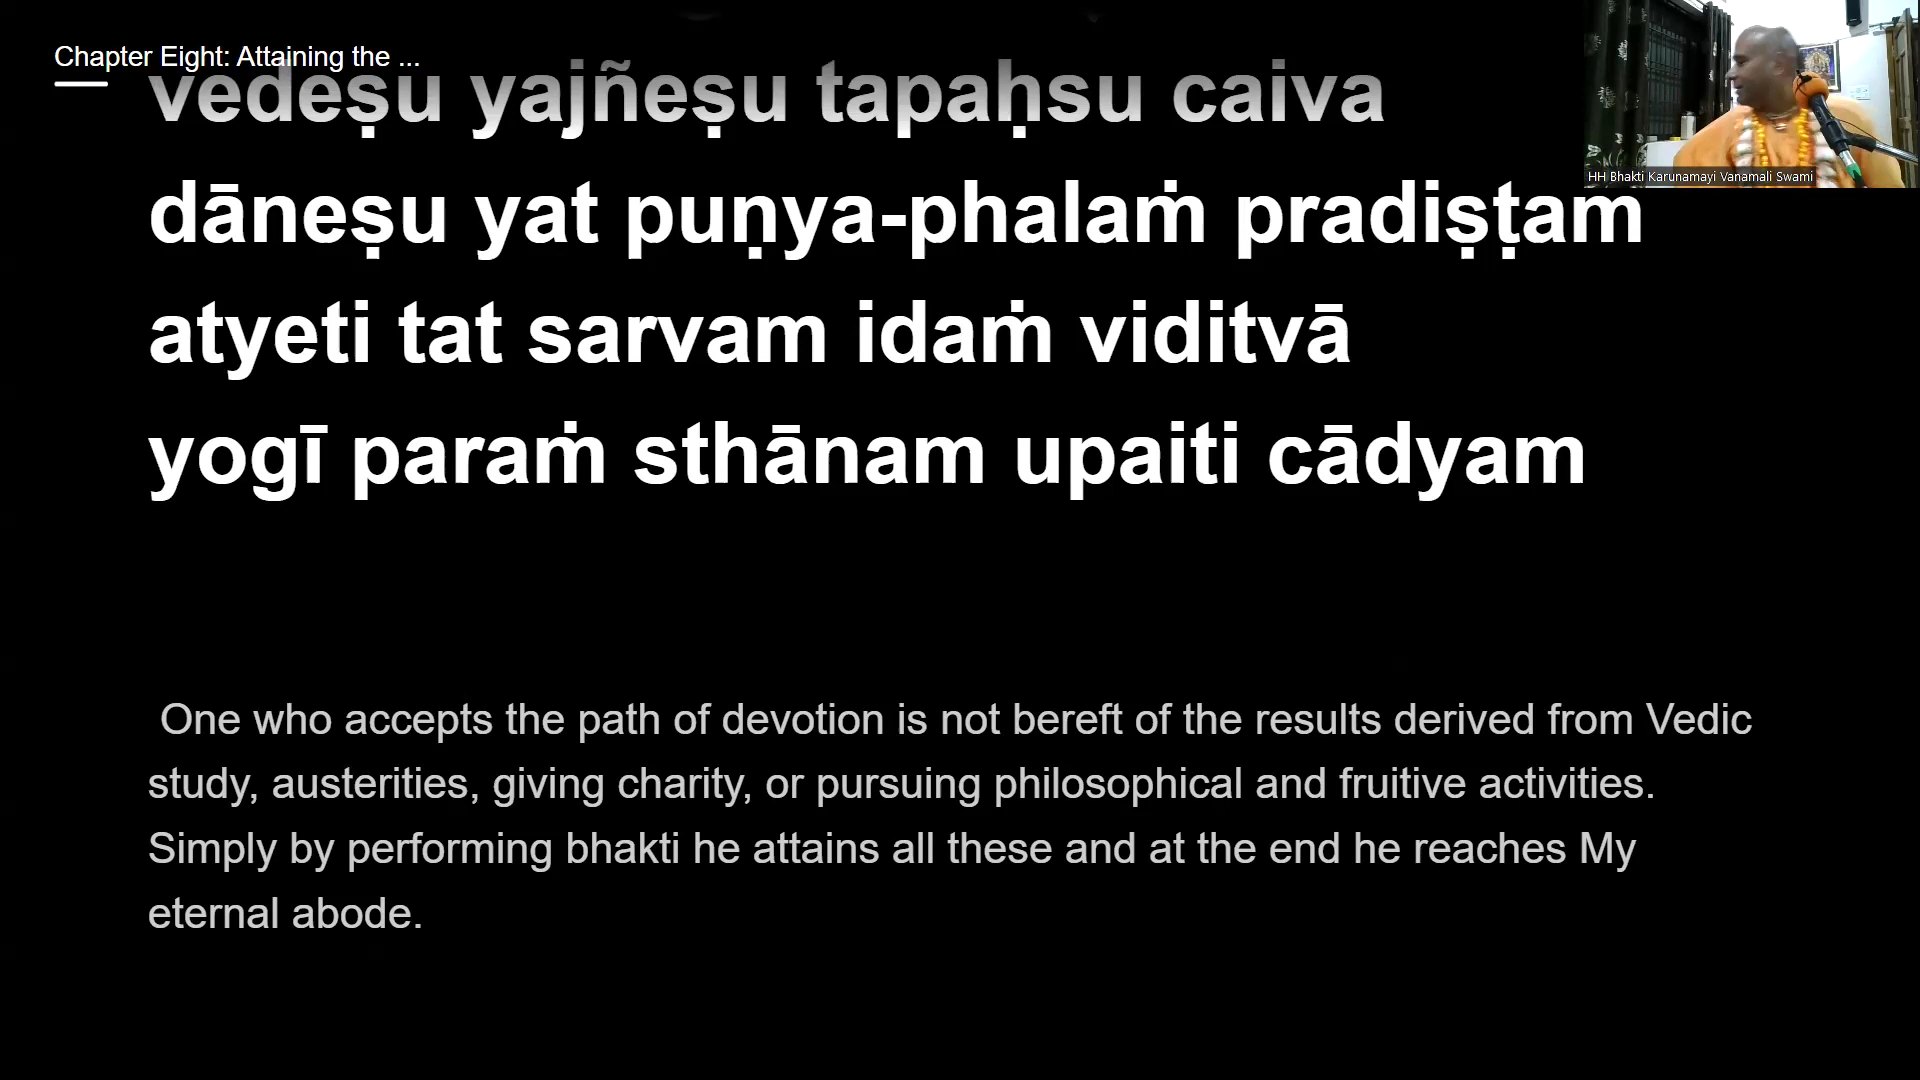 Chapter Eight: Attaining the ...
vedeṣu yajñeṣu tapaḥsu caiva
HH Bhakti Karunamayi Vanamali Swami
dāneṣu yat puṇya-phalaṁ pradiṣṭam
atyeti tat sarvam idaṁ viditvā
yogī paraṁ sthānam upaiti cādyam
One who accepts the path of devotion is not bereft of the results derived from Vedic
study, austerities, giving charity, or pursuing philosophical and fruitive activities.
Simply by performing bhakti he attains all these and at the end he reaches My
eternal abode.